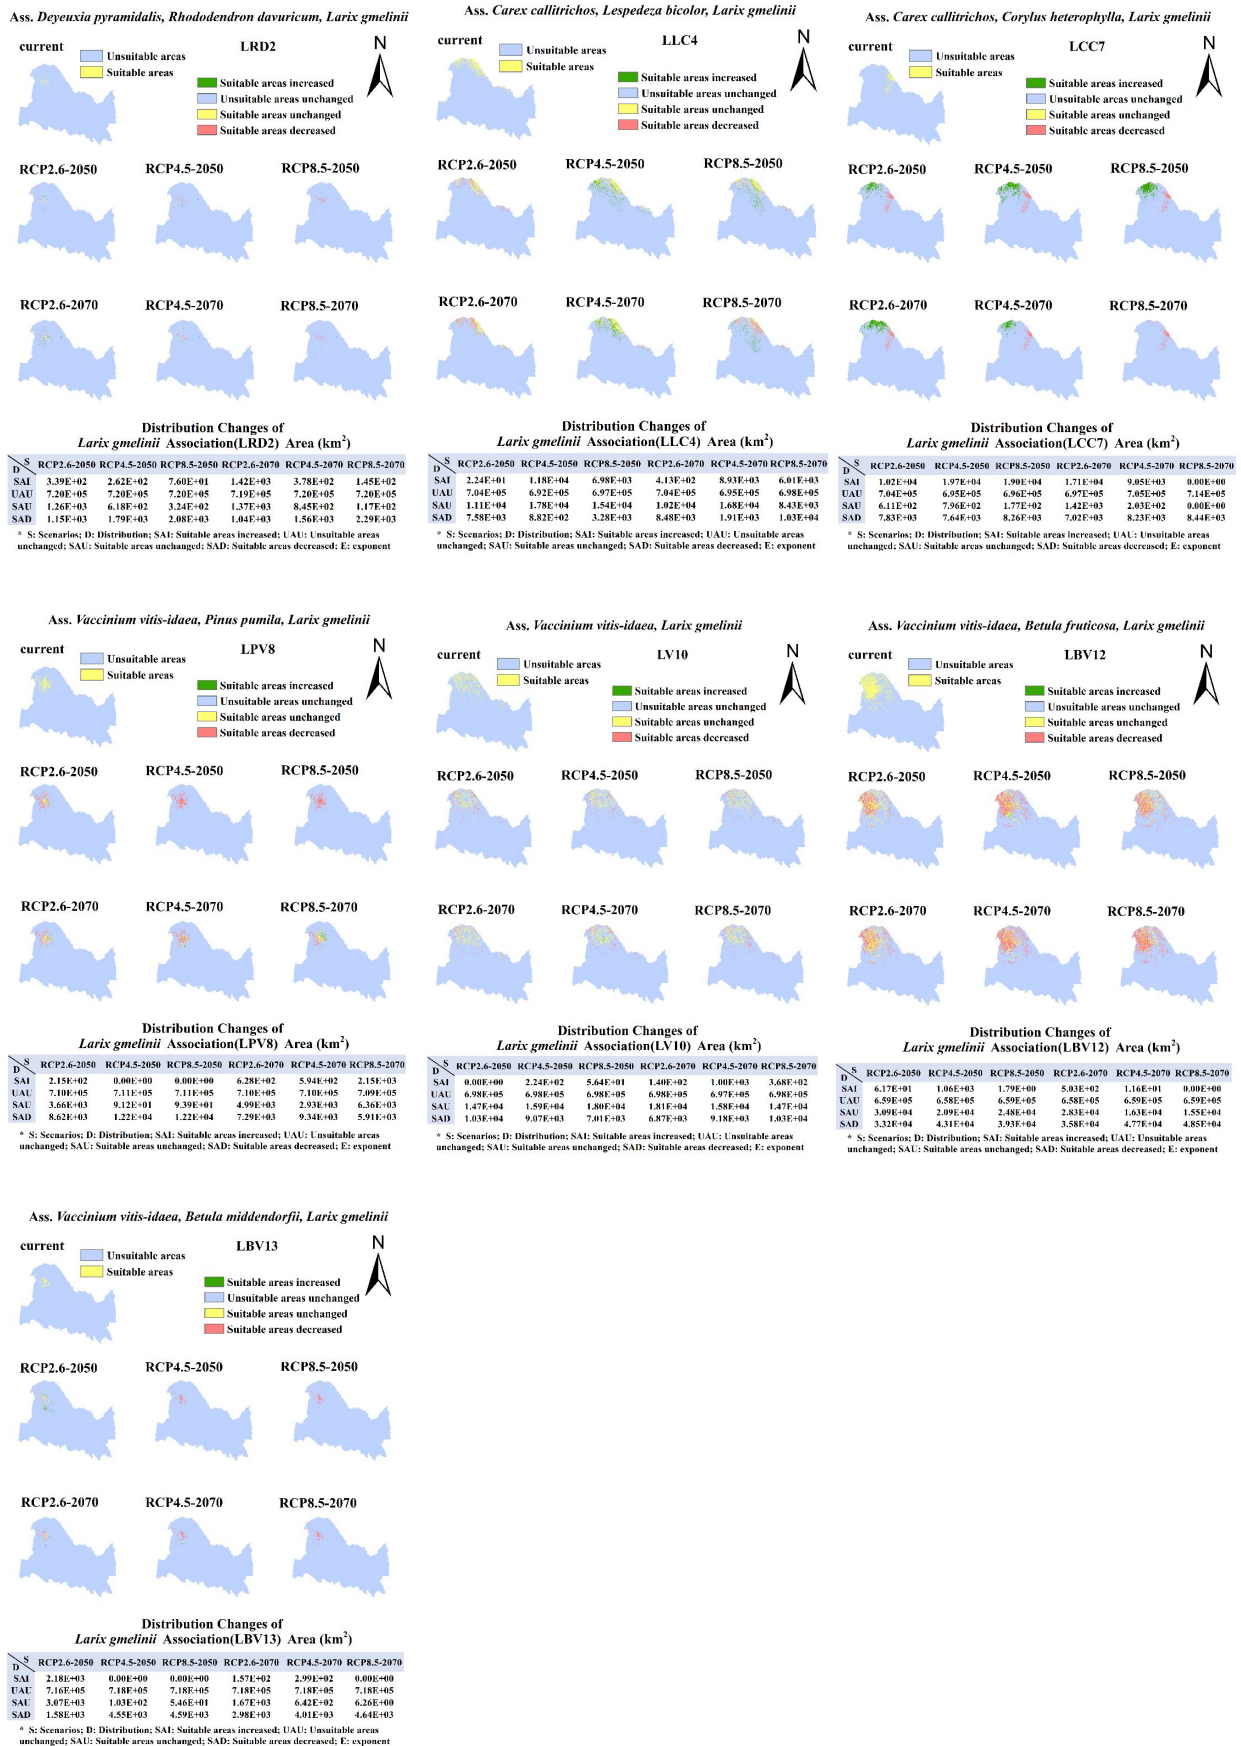 Ass. Deyeuxia pyramidalis, Rhododendron davuricum, Larix gmelinii
current
LRD2
N
Unsuitable areas
Suitable areas
Suitable areas increased
Unsuitable areas unchanged
Suitable areas unchanged
Suitable areas decreased
RCP2.6-2050 RCP4.5-2050 RCP8.5-2050
RCP2.6-2070 RCP4.5-2070 RCP8.5-2070
Distribution Changes of
Larix gmelinii Association(LRD2) Area (km²)
D S RCP2.6-2050 RCP4.5-2050 RCP8.5-2050 RCP2.6-2070 RCP4.5-2070 RCP8.5-2070
SAI 3.39E+02 2.62E+02 7.60E+01 1.42E+03 3.78E+02 1.45E+02
UAU 7.20E+05 7.20E+05 7.20E+05 7.19E+05 7.20E+05 7.20E+05
SAU 1.26E+03 6.18E+02 3.24E+02 1.37E+03 8.45E+02 1.17E+02
SAD 1.15E+03 1.79E+03 2.08E+03 1.04E+03 1.56E+03 2.29E+03
* S: Scenarios; D: Distribution; SAI: Suitable areas increased; UAU: Unsuitable areas
unchanged; SAU: Suitable areas unchanged; SAD: Suitable areas decreased; E: exponent
Ass. Carex callitrichos, Lespedeza bicolor, Larix gmelinii
current
LLC4
N
Unsuitable areas
Suitable areas
Suitable areas increased
Unsuitable areas unchanged
Suitable areas unchanged
Suitable areas decreased
RCP2.6-2050 RCP4.5-2050 RCP8.5-2050
RCP2.6-2070 RCP4.5-2070 RCP8.5-2070
Distribution Changes of
Larix gmelinii Association(LLC4) Area (km²)
D S RCP2.6-2050 RCP4.5-2050 RCP8.5-2050 RCP2.6-2070 RCP4.5-2070 RCP8.5-2070
SAI 2.24E+01 1.18E+04 6.98E+03 4.13E+02 8.93E+03 6.01E+03
UAU 7.04E+05 6.92E+05 6.97E+05 7.04E+05 6.95E+05 6.98E+05
SAU 1.11E+04 1.78E+04 1.54E+04 1.02E+04 1.68E+04 8.43E+03
SAD 7.58E+03 8.82E+02 3.28E+03 8.48E+03 1.91E+03 1.03E+04
* S: Scenarios; D: Distribution; SAI: Suitable areas increased; UAU: Unsuitable areas
unchanged; SAU: Suitable areas unchanged; SAD: Suitable areas decreased; E: exponent
Ass. Carex callitrichos, Corylus heterophylla, Larix gmelinii
current
LCC7
N
Unsuitable areas
Suitable areas
Suitable areas increased
Unsuitable areas unchanged
Suitable areas unchanged
Suitable areas decreased
RCP2.6-2050 RCP4.5-2050 RCP8.5-2050
RCP2.6-2070 RCP4.5-2070 RCP8.5-2070
Distribution Changes of
Larix gmelinii Association(LCC7) Area (km²)
D S RCP2.6-2050 RCP4.5-2050 RCP8.5-2050 RCP2.6-2070 RCP4.5-2070 RCP8.5-2070
SAI 1.02E+04 1.97E+04 1.90E+04 1.71E+04 9.05E+03 0.00E+00
UAU 7.04E+05 6.95E+05 6.96E+05 6.97E+05 7.05E+05 7.14E+05
SAU 6.11E+02 7.96E+02 1.77E+02 1.42E+03 2.03E+02 0.00E+00
SAD 7.83E+03 7.64E+03 8.26E+03 7.02E+03 8.23E+03 8.44E+03
* S: Scenarios; D: Distribution; SAI: Suitable areas increased; UAU: Unsuitable areas
unchanged; SAU: Suitable areas unchanged; SAD: Suitable areas decreased; E: exponent
Ass. Vaccinium vitis-idaea, Pinus pumila, Larix gmelinii
current
LPV8
N
Unsuitable areas
Suitable areas
Suitable areas increased
Unsuitable areas unchanged
Suitable areas unchanged
Suitable areas decreased
RCP2.6-2050 RCP4.5-2050 RCP8.5-2050
RCP2.6-2070 RCP4.5-2070 RCP8.5-2070
Distribution Changes of
Larix gmelinii Association(LPV8) Area (km²)
D S RCP2.6-2050 RCP4.5-2050 RCP8.5-2050 RCP2.6-2070 RCP4.5-2070 RCP8.5-2070
SAI 2.15E+02 0.00E+00 0.00E+00 6.28E+02 5.94E+02 2.15E+03
UAU 7.10E+05 7.11E+05 7.11E+05 7.10E+05 7.10E+05 7.09E+05
SAU 3.66E+03 9.12E+01 9.39E+01 4.99E+03 2.93E+03 6.36E+03
SAD 8.62E+03 1.22E+04 1.22E+04 7.29E+03 9.34E+03 5.91E+03
* S: Scenarios; D: Distribution; SAI: Suitable areas increased; UAU: Unsuitable areas
unchanged; SAU: Suitable areas unchanged; SAD: Suitable areas decreased; E: exponent
Ass. Vaccinium vitis-idaea, Larix gmelinii
current
LV10
N
Unsuitable areas
Suitable areas
Suitable areas increased
Unsuitable areas unchanged
Suitable areas unchanged
Suitable areas decreased
RCP2.6-2050 RCP4.5-2050 RCP8.5-2050
RCP2.6-2070 RCP4.5-2070 RCP8.5-2070
Distribution Changes of
Larix gmelinii Association(LV10) Area (km²)
D S RCP2.6-2050 RCP4.5-2050 RCP8.5-2050 RCP2.6-2070 RCP4.5-2070 RCP8.5-2070
SAI 0.00E+00 2.24E+02 5.64E+01 1.40E+02 1.00E+03 3.68E+02
UAU 6.98E+05 6.98E+05 6.98E+05 6.98E+05 6.97E+05 6.98E+05
SAU 1.47E+04 1.59E+04 1.80E+04 1.81E+04 1.58E+04 1.47E+04
SAD 1.03E+04 9.07E+03 7.01E+03 6.87E+03 9.18E+03 1.03E+04
* S: Scenarios; D: Distribution; SAI: Suitable areas increased; UAU: Unsuitable areas
unchanged; SAU: Suitable areas unchanged; SAD: Suitable areas decreased; E: exponent
Ass. Vaccinium vitis-idaea, Betula fruticosa, Larix gmelinii
current
LBV12
N
Unsuitable areas
Suitable areas
Suitable areas increased
Unsuitable areas unchanged
Suitable areas unchanged
Suitable areas decreased
RCP2.6-2050 RCP4.5-2050 RCP8.5-2050
RCP2.6-2070 RCP4.5-2070 RCP8.5-2070
Distribution Changes of
Larix gmelinii Association(LBV12) Area (km²)
D S RCP2.6-2050 RCP4.5-2050 RCP8.5-2050 RCP2.6-2070 RCP4.5-2070 RCP8.5-2070
SAI 6.17E+01 1.06E+03 1.79E+00 5.03E+02 1.16E+01 0.00E+00
UAU 6.59E+05 6.58E+05 6.59E+05 6.58E+05 6.59E+05 6.59E+05
SAU 3.09E+04 2.09E+04 2.48E+04 2.83E+04 1.63E+04 1.55E+04
SAD 3.32E+04 4.31E+04 3.93E+04 3.58E+04 4.77E+04 4.85E+04
* S: Scenarios; D: Distribution; SAI: Suitable areas increased; UAU: Unsuitable areas
unchanged; SAU: Suitable areas unchanged; SAD: Suitable areas decreased; E: exponent
Ass. Vaccinium vitis-idaea, Betula middendorfii, Larix gmelinii
current
LBV13
N
Unsuitable areas
Suitable areas
Suitable areas increased
Unsuitable areas unchanged
Suitable areas unchanged
Suitable areas decreased
RCP2.6-2050 RCP4.5-2050 RCP8.5-2050
RCP2.6-2070 RCP4.5-2070 RCP8.5-2070
Distribution Changes of
Larix gmelinii Association(LBV13) Area (km²)
D S RCP2.6-2050 RCP4.5-2050 RCP8.5-2050 RCP2.6-2070 RCP4.5-2070 RCP8.5-2070
SAI 2.18E+03 0.00E+00 0.00E+00 1.57E+02 2.99E+02 0.00E+00
UAU 7.16E+05 7.18E+05 7.18E+05 7.18E+05 7.18E+05 7.18E+05
SAU 3.07E+03 1.03E+02 5.46E+01 1.67E+03 6.42E+02 6.26E+00
SAD 1.58E+03 4.55E+03 4.59E+03 2.98E+03 4.01E+03 4.64E+03
* S: Scenarios; D: Distribution; SAI: Suitable areas increased; UAU: Unsuitable areas
unchanged; SAU: Suitable areas unchanged; SAD: Suitable areas decreased; E: exponent